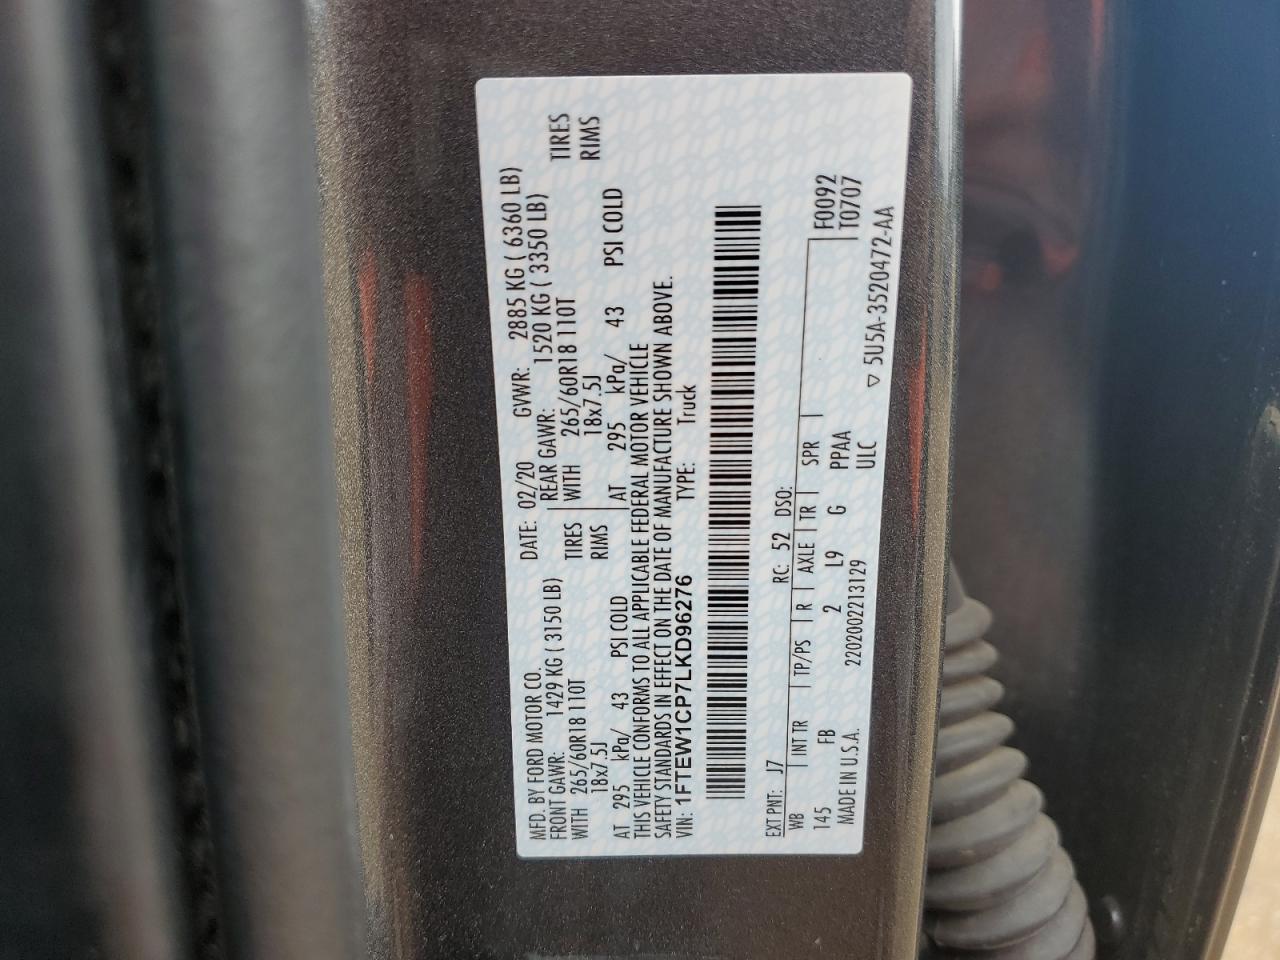 MFD. BY FORD MOTOR CO. DATE: 02/20 GVWR: 2885 KG ( 6360 LB)
FRONT GAWR: 1429 KG ( 3150 LB) REAR GAWR: 1520 KG ( 3350 LB)
WITH 265/60R18 110T TIRES WITH 265/60R18 110T TIRES
18x7.5J RIMS 18x7.5J RIMS
AT 295 kPa/ 43 PSI COLD AT 295 kPa/ 43 PSI COLD
THIS VEHICLE CONFORMS TO ALL APPLICABLE FEDERAL MOTOR VEHICLE
SAFETY STANDARDS IN EFFECT ON THE DATE OF MANUFACTURE SHOWN ABOVE.
VIN: 1FTEW1CP7LKD96276 TYPE: Truck
EXT PNT: J7 RC: 52 DSO:
WB INT TR TP/PS R AXLE TR SPR F0092
145 FB 2 L9 G PPAA T0707
MADE IN U.S.A. 2202002213129 ULC
▽ 5U5A-3520472-AA